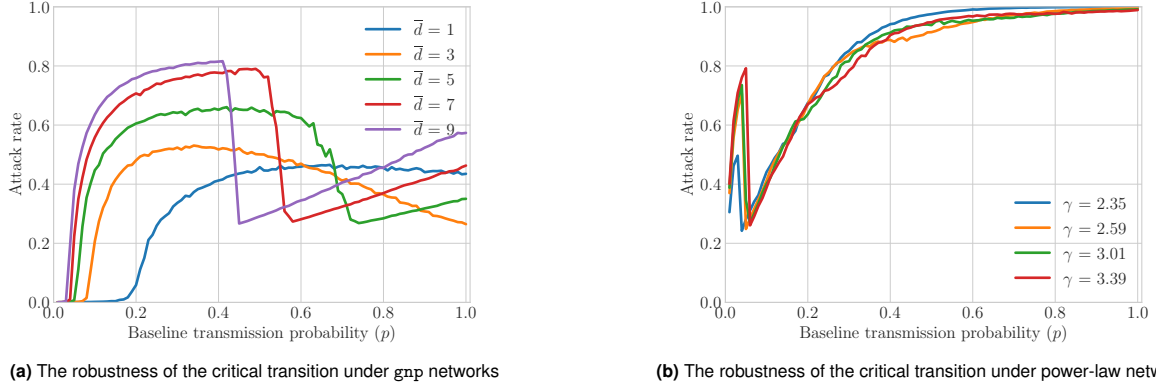 1.0
0.8
0.6
0.4
0.2
0.0
0.0 0.2 0.4 0.6 0.8 1.0
Attack rate
Baseline transmission probability (p)
d̅ = 1
d̅ = 3
d̅ = 5
d̅ = 7
d̅ = 9
(a) The robustness of the critical transition under gnp networks
1.0
0.8
0.6
0.4
0.2
0.0
0.0 0.2 0.4 0.6 0.8 1.0
Attack rate
Baseline transmission probability (p)
γ = 2.35
γ = 2.59
γ = 3.01
γ = 3.39
(b) The robustness of the critical transition under power-law netw